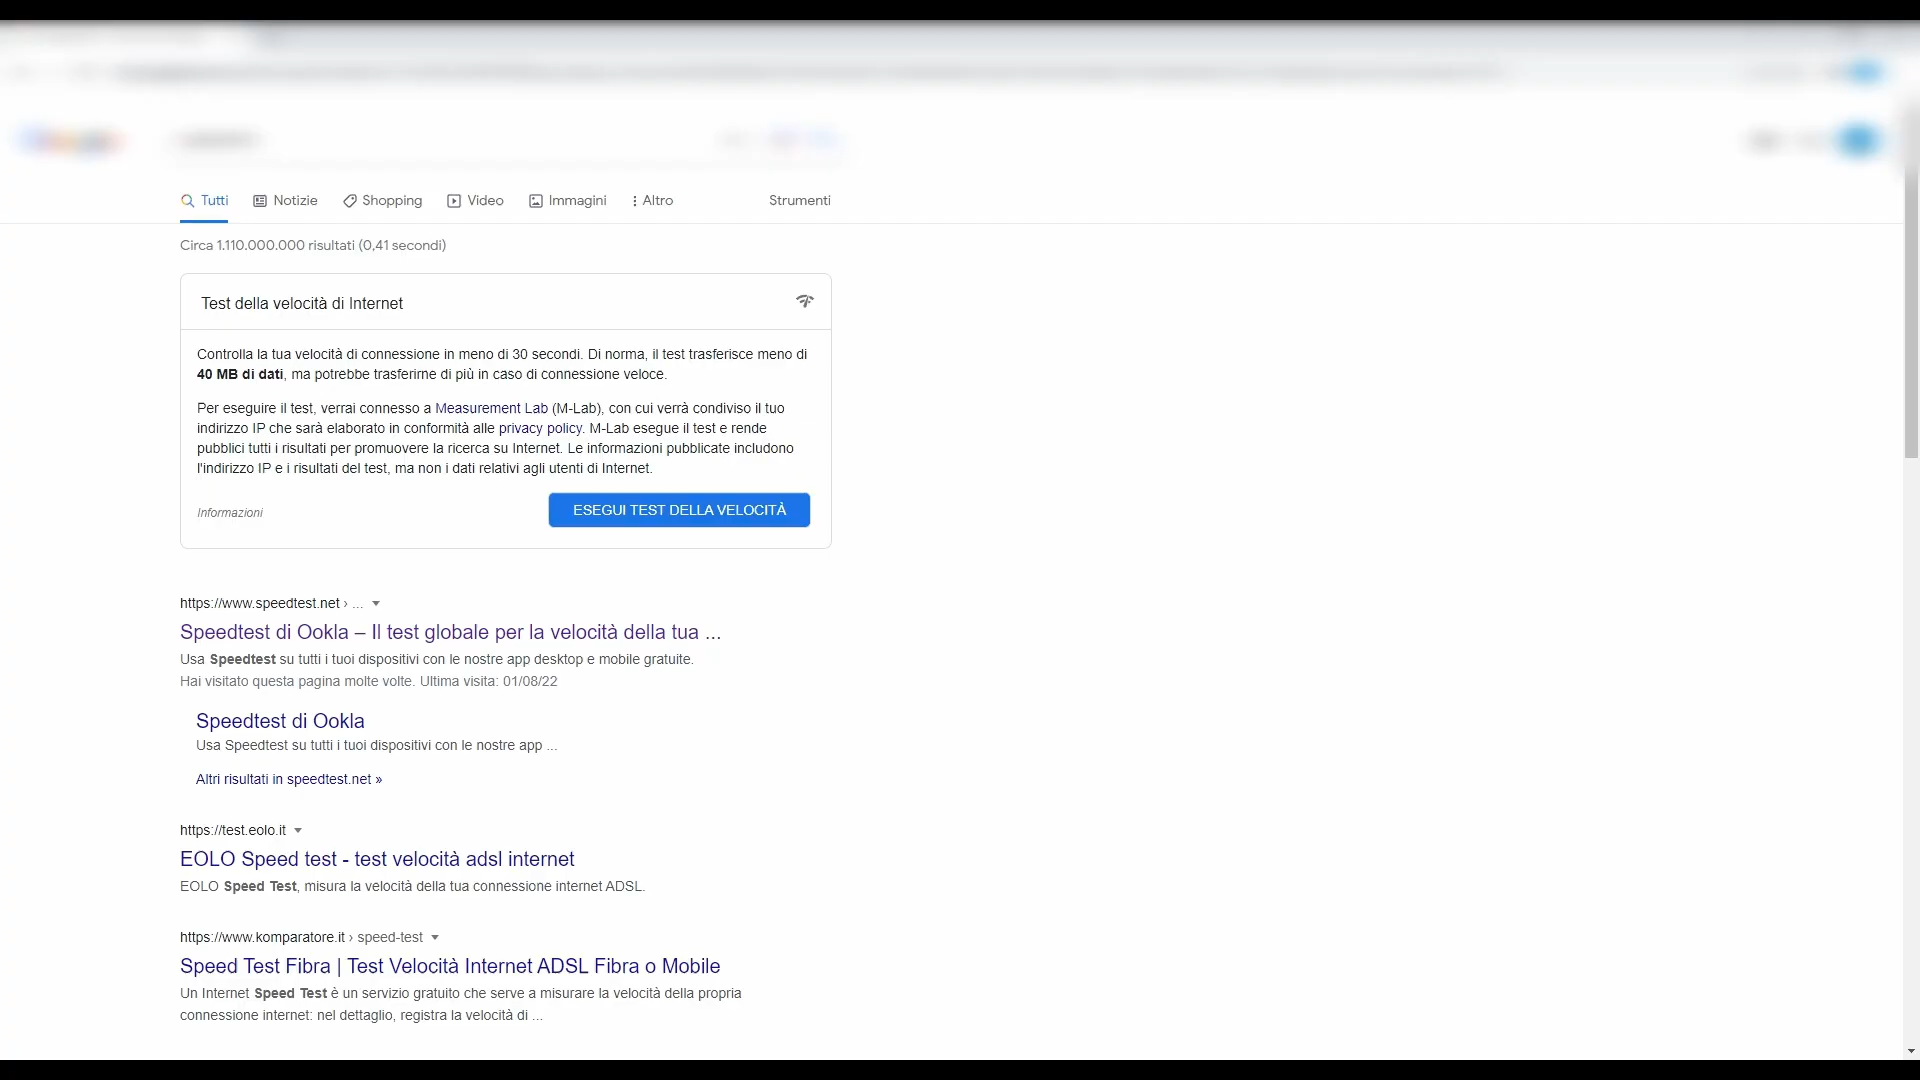 Tutti Notizie Shopping Video Immagini Altro Strumenti
Circa 1.110.000.000 risultati (0,41 secondi)
Test della velocità di Internet
Controlla la tua velocità di connessione in meno di 30 secondi. Di norma, il test trasferisce meno di
40 MB di dati, ma potrebbe trasferirne di più in caso di connessione veloce.
Per eseguire il test, verrai connesso a Measurement Lab (M-Lab), con cui verrà condiviso il tuo
indirizzo IP che sarà elaborato in conformità alle privacy policy. M-Lab esegue il test e rende
pubblici tutti i risultati per promuovere la ricerca su Internet. Le informazioni pubblicate includono
l'indirizzo IP e i risultati del test, ma non i dati relativi agli utenti di Internet.
Informazioni ESEGUI TEST DELLA VELOCITÀ
https://www.speedtest.net › ...
Speedtest di Ookla – Il test globale per la velocità della tua ...
Usa Speedtest su tutti i tuoi dispositivi con le nostre app desktop e mobile gratuite.
Hai visitato questa pagina molte volte. Ultima visita: 01/08/22
Speedtest di Ookla
Usa Speedtest su tutti i tuoi dispositivi con le nostre app ...
Altri risultati in speedtest.net »
https://test.eolo.it
EOLO Speed test - test velocità adsl internet
EOLO Speed Test, misura la velocità della tua connessione internet ADSL.
https://www.komparatore.it › speed-test
Speed Test Fibra | Test Velocità Internet ADSL Fibra o Mobile
Un Internet Speed Test è un servizio gratuito che serve a misurare la velocità della propria
connessione internet: nel dettaglio, registra la velocità di ...